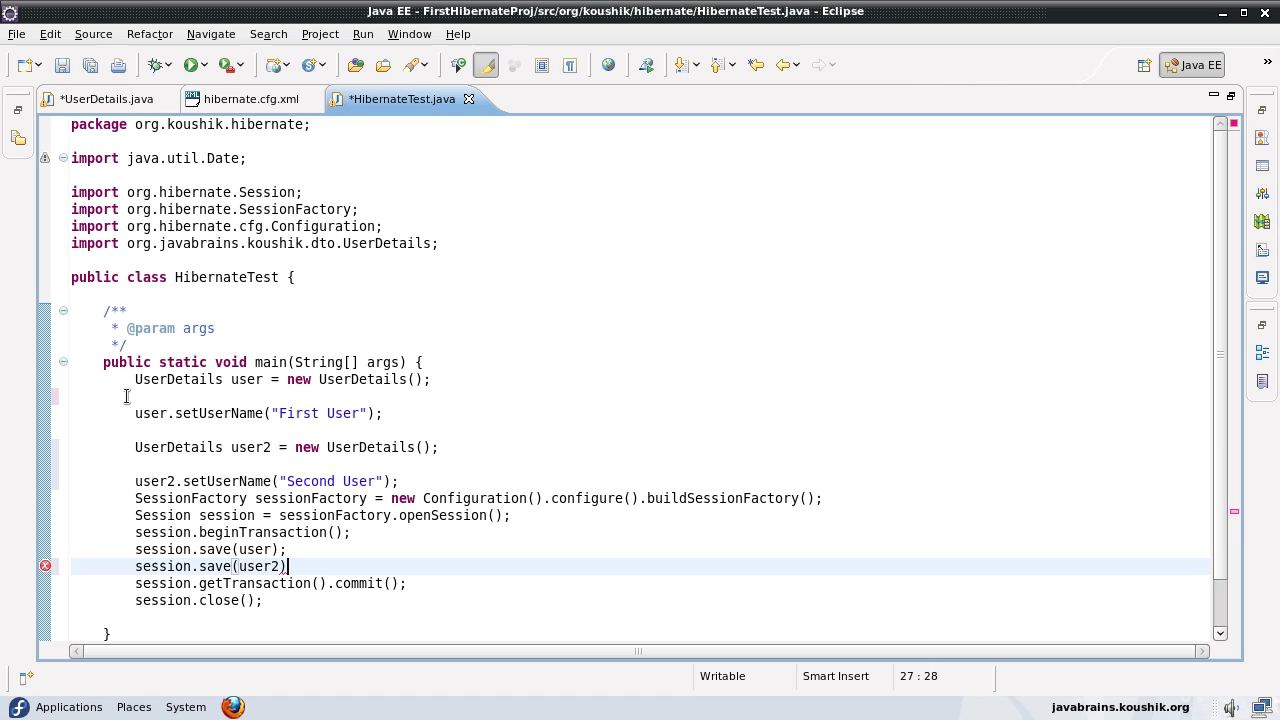 Java EE - FirstHibernateProj/src/org/koushik/hibernate/HibernateTest.java - Eclipse
File Edit Source Refactor Navigate Search Project Run Window Help
Java EE »
*UserDetails.java hibernate.cfg.xml *HibernateTest.java
package org.koushik.hibernate;
import java.util.Date;
import org.hibernate.Session;
import org.hibernate.SessionFactory;
import org.hibernate.cfg.Configuration;
import org.javabrains.koushik.dto.UserDetails;
public class HibernateTest {
/**
* @param args
*/
public static void main(String[] args) {
UserDetails user = new UserDetails();
user.setUserName("First User");
UserDetails user2 = new UserDetails();
user2.setUserName("Second User");
SessionFactory sessionFactory = new Configuration().configure().buildSessionFactory();
Session session = sessionFactory.openSession();
session.beginTransaction();
session.save(user);
session.save(user2)
session.getTransaction().commit();
session.close();
}
Writable Smart Insert 27 : 28
Applications Places System javabrains.koushik.org